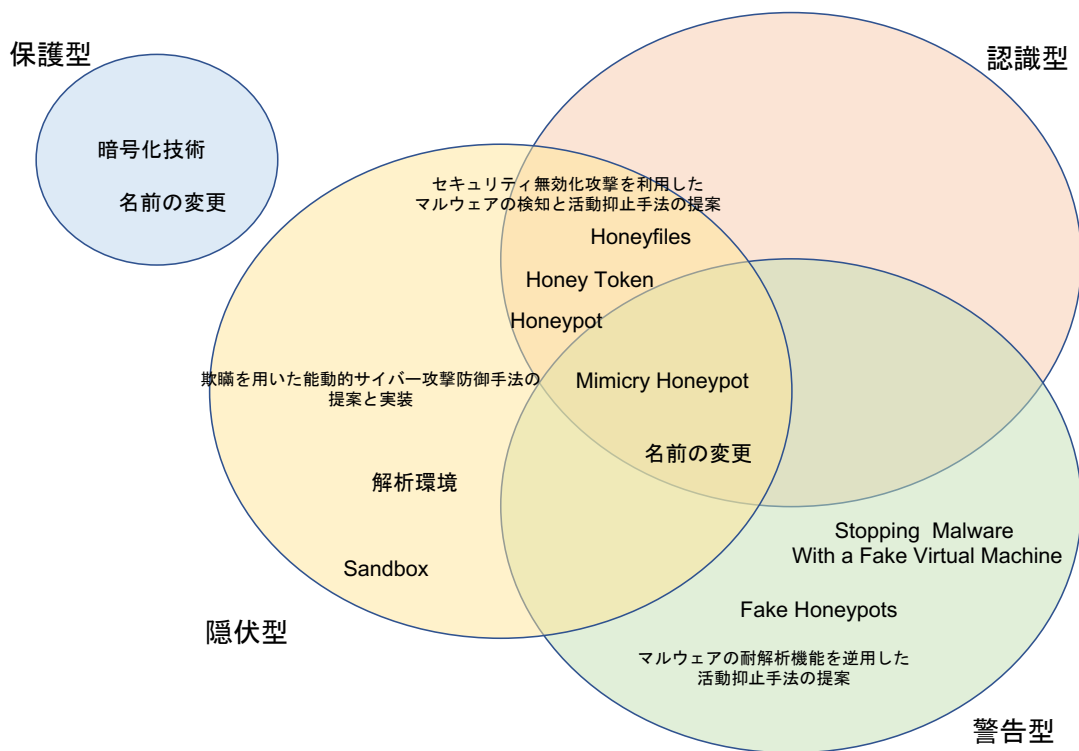 保護型
認識型
暗号化技術
名前の変更
セキュリティ無効化攻撃を利用した
マルウェアの検知と活動抑止手法の提案
Honeyfiles
Honey Token
Honeypot
欺瞞を用いた能動的サイバー攻撃防御手法の
提案と実装
Mimicry Honeypot
名前の変更
解析環境
Sandbox
Stopping Malware
With a Fake Virtual Machine
Fake Honeypots
隠伏型
マルウェアの耐解析機能を逆用した
活動抑止手法の提案
警告型